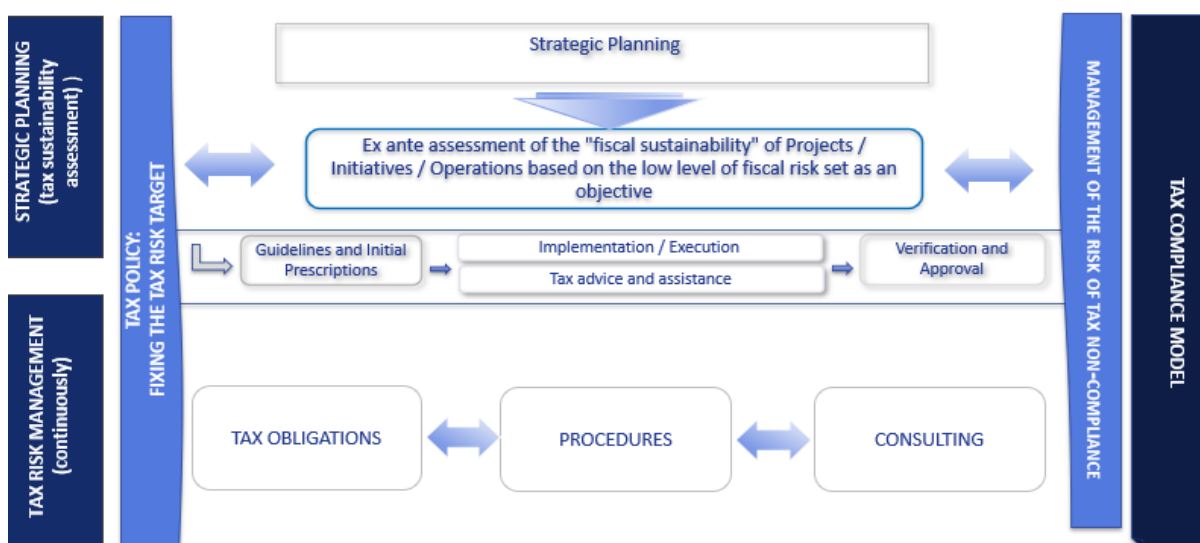 STRATEGIC PLANNING
(tax sustainability
assessment) )
TAX RISK MANAGEMENT
(continuously)
TAX POLICY:
FIXING THE TAX RISK TARGET
Strategic Planning
Ex ante assessment of the "fiscal sustainability" of Projects /
Initiatives / Operations based on the low level of fiscal risk set as an
objective
Guidelines and Initial
Prescriptions
Implementation / Execution
Tax advice and assistance
Verification and
Approval
TAX OBLIGATIONS
PROCEDURES
CONSULTING
MANAGEMENT OF THE RISK OF TAX NON-COMPLIANCE
TAX COMPLIANCE MODEL